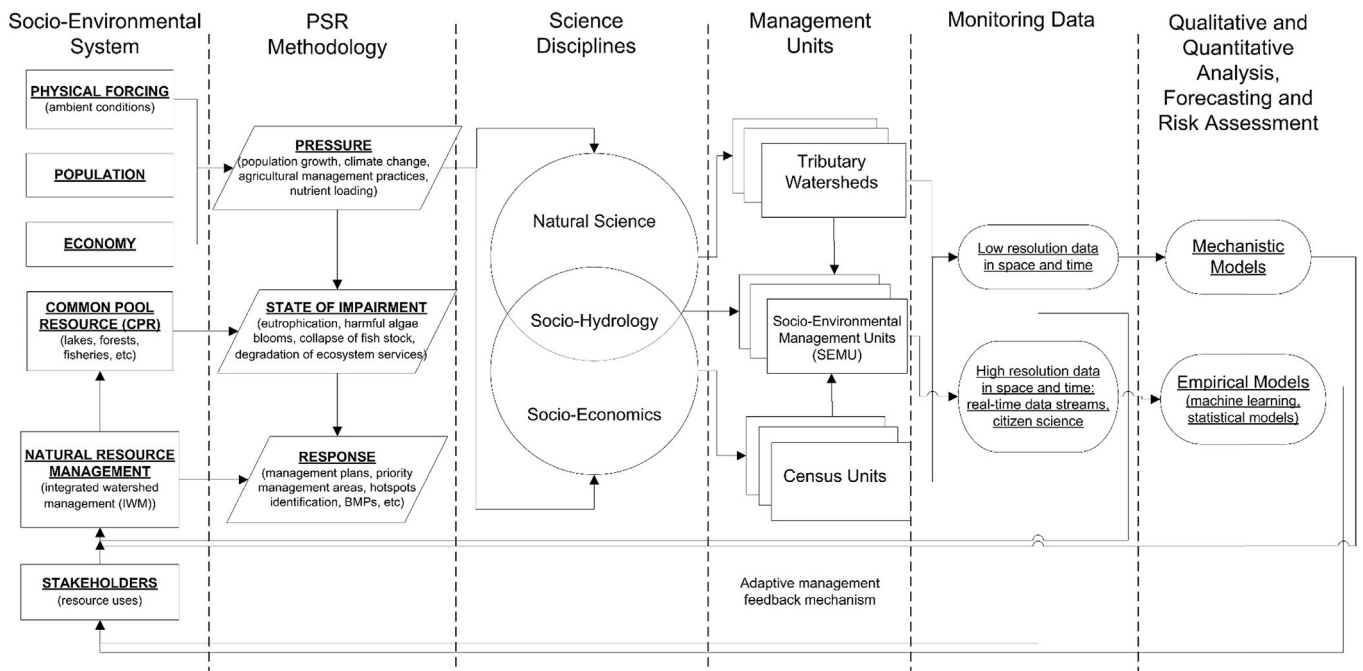 Socio-Environmental
System
PSR
Methodology
Science
Disciplines
Management
Units
Monitoring Data
Qualitative and
Quantitative
Analysis,
Forecasting and
Risk Assessment
PHYSICAL FORCING
(ambient conditions)
POPULATION
ECONOMY
COMMON POOL
RESOURCE (CPR)
(lakes, forests,
fisheries, etc)
NATURAL RESOURCE
MANAGEMENT
(integrated watershed
management (IWM))
STAKEHOLDERS
(resource uses)
PRESSURE
(population growth, climate change,
agricultural management practices,
nutrient loading)
STATE OF IMPAIRMENT
(eutrophication, harmful algae
blooms, collapse of fish stock,
degradation of ecosystem services)
RESPONSE
(management plans, priority
management areas, hotspots
identification, BMPs, etc)
Natural Science
Socio-Hydrology
Socio-Economics
Tributary
Watersheds
Socio-Environmental
Management Units
(SEMU)
Census Units
Adaptive management
feedback mechanism
Low resolution data
in space and time
High resolution data
in space and time:
real-time data streams,
citizen science
Mechanistic
Models
Empirical Models
(machine learning,
statistical models)